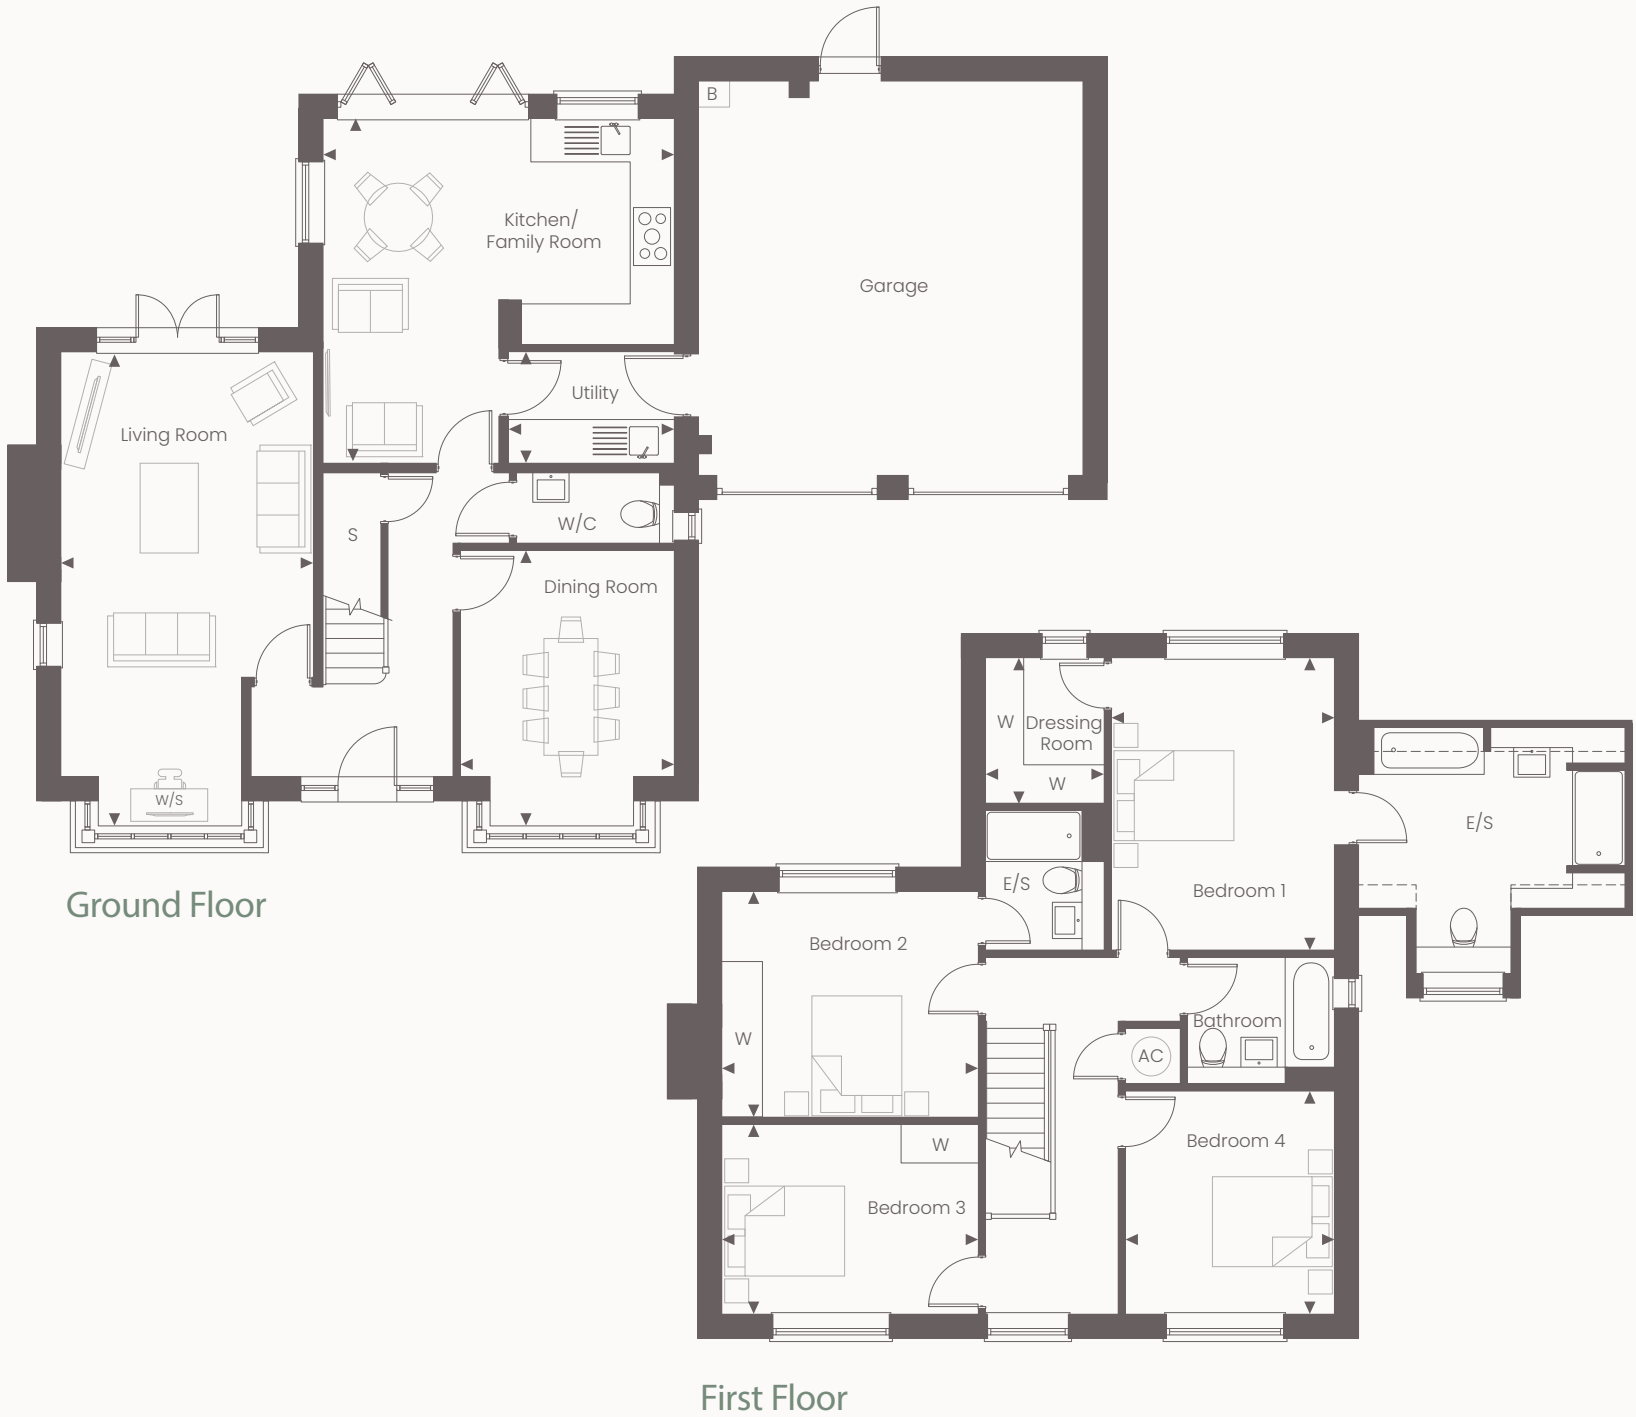 B
Kitchen/
Family Room
Garage
Utility
Living Room
S
W/C
Dining Room
W/S
Ground Floor
W
Dressing
Room
W
E/S
E/S
Bedroom 1
Bedroom 2
Bathroom
W
AC
W
Bedroom 4
Bedroom 3
First Floor